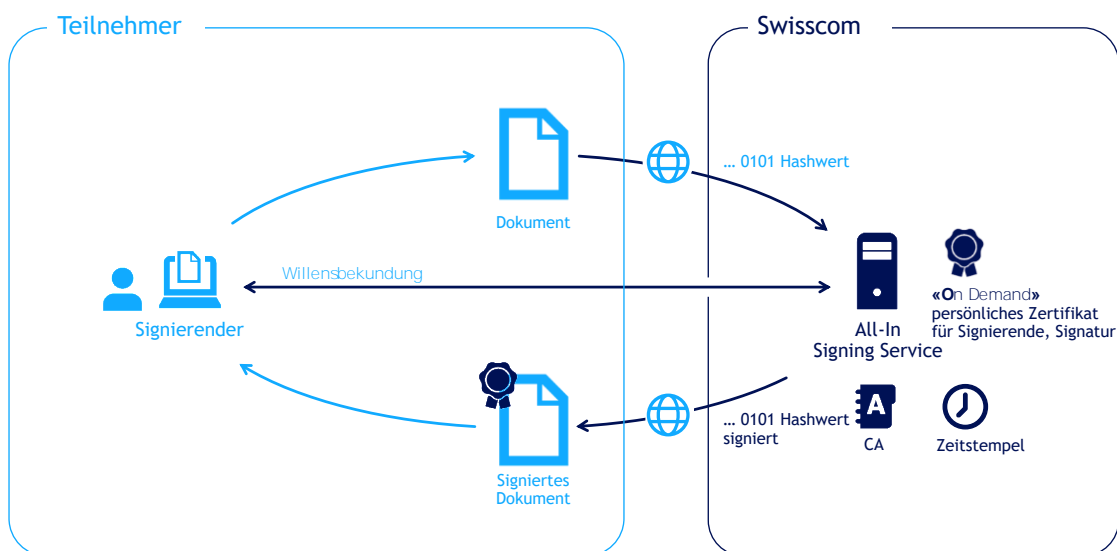 Teilnehmer
Swisscom
... 0101 Hashwert
Dokument
Willensbekundung
Signierender
«On Demand»
persönliches Zertifikat
für Signierende, Signatur
All-In
Signing Service
... 0101 Hashwert
signiert
A
CA
Zeitstempel
Signiertes
Dokument